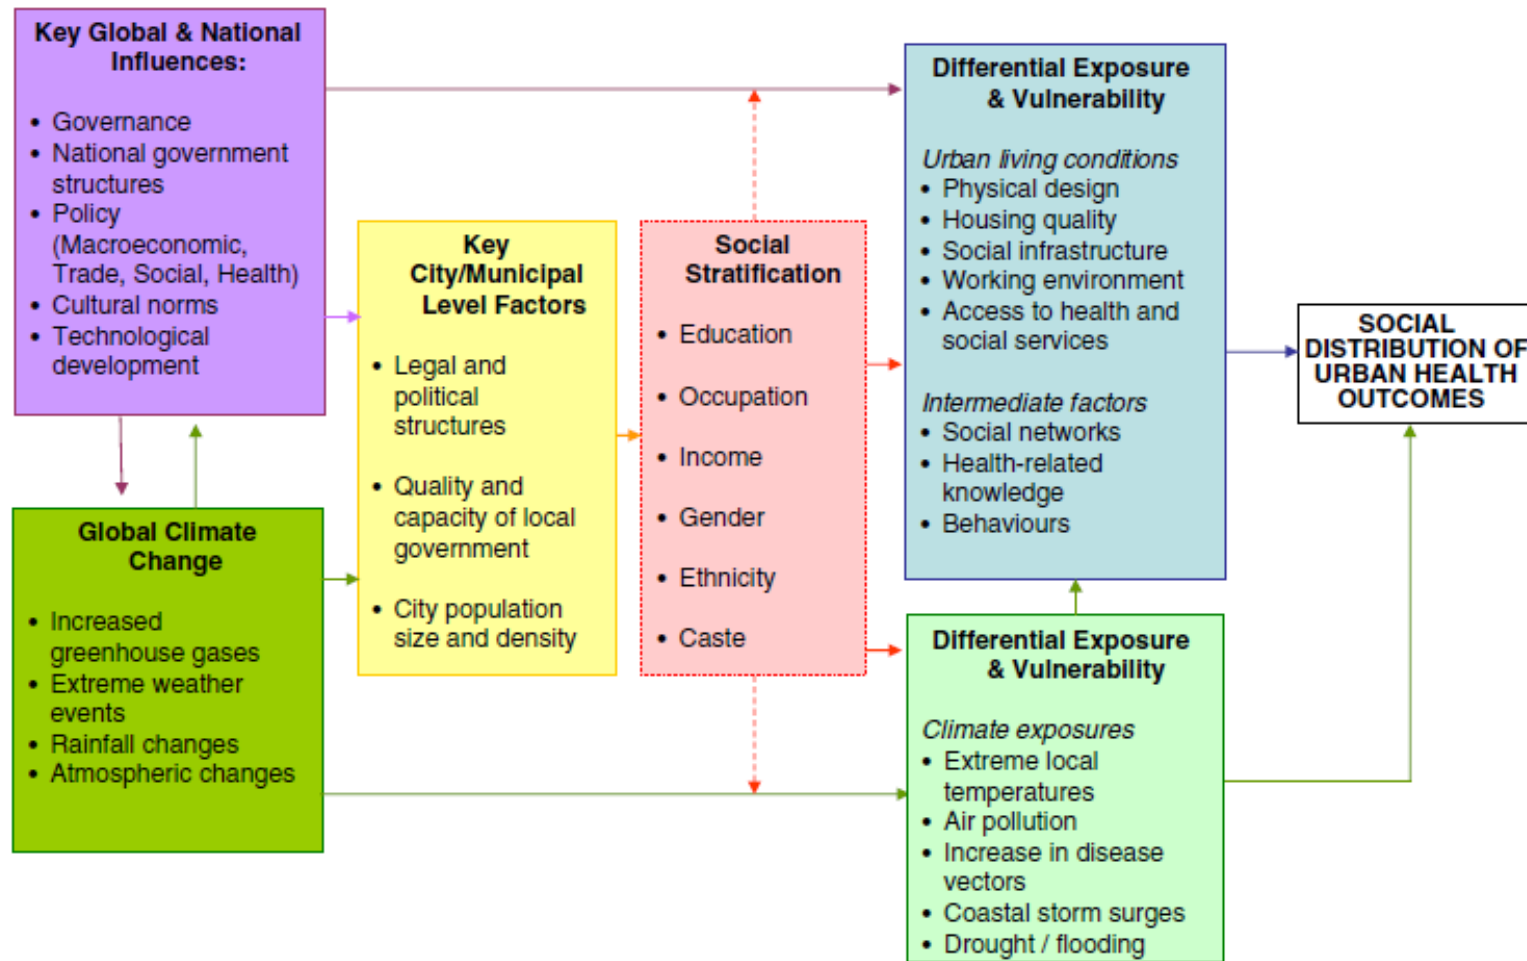 Key Global & National
Influences:
• Governance
• National government
structures
• Policy
(Macroeconomic,
Trade, Social, Health)
• Cultural norms
• Technological
development
Global Climate
Change
• Increased
greenhouse gases
• Extreme weather
events
• Rainfall changes
• Atmospheric changes
Key
City/Municipal
Level Factors
• Legal and
political
structures
• Quality and
capacity of local
government
• City population
size and density
Social
Stratification
• Education
• Occupation
• Income
• Gender
• Ethnicity
• Caste
Differential Exposure
& Vulnerability
Urban living conditions
• Physical design
• Housing quality
• Social infrastructure
• Working environment
• Access to health and
social services
Intermediate factors
• Social networks
• Health-related
knowledge
• Behaviours
Differential Exposure
& Vulnerability
Climate exposures
• Extreme local
temperatures
• Air pollution
• Increase in disease
vectors
• Coastal storm surges
• Drought / flooding
SOCIAL
DISTRIBUTION OF
URBAN HEALTH
OUTCOMES